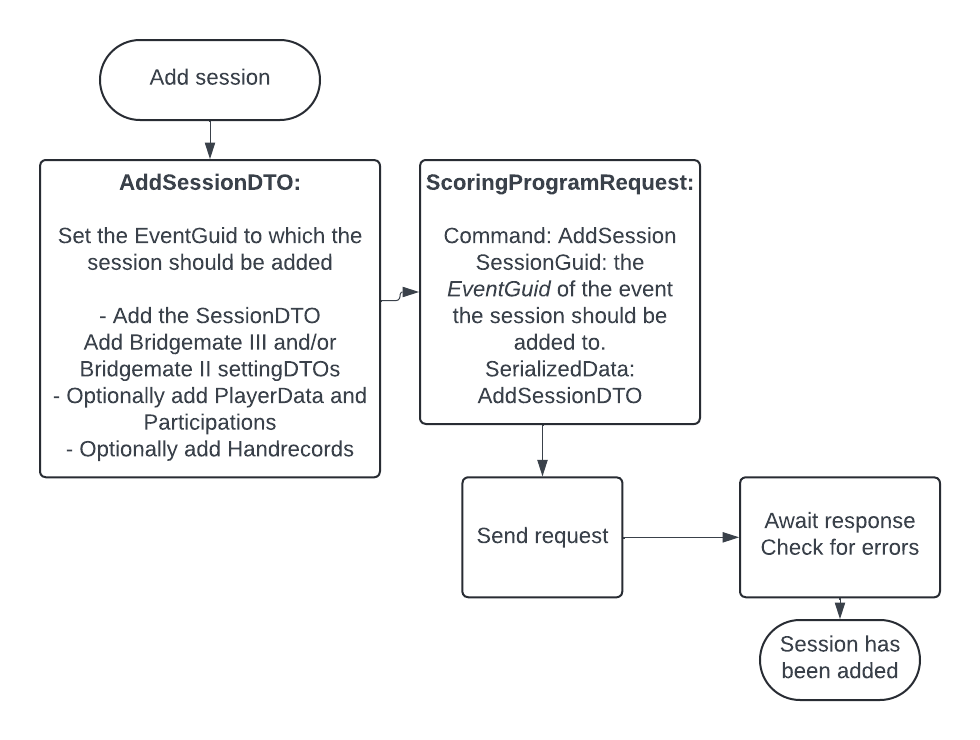 Add session
AddSessionDTO:
Set the EventGuid to which the
session should be added
- Add the SessionDTO
Add Bridgemate III and/or
Bridgemate II settingDTOs
- Optionally add PlayerData and
Participations
- Optionally add Handrecords
ScoringProgramRequest:
Command: AddSession
SessionGuid: the
EventGuid of the event
the session should be
added to.
SerializedData:
AddSessionDTO
Send request
Await response
Check for errors
Session has
been added